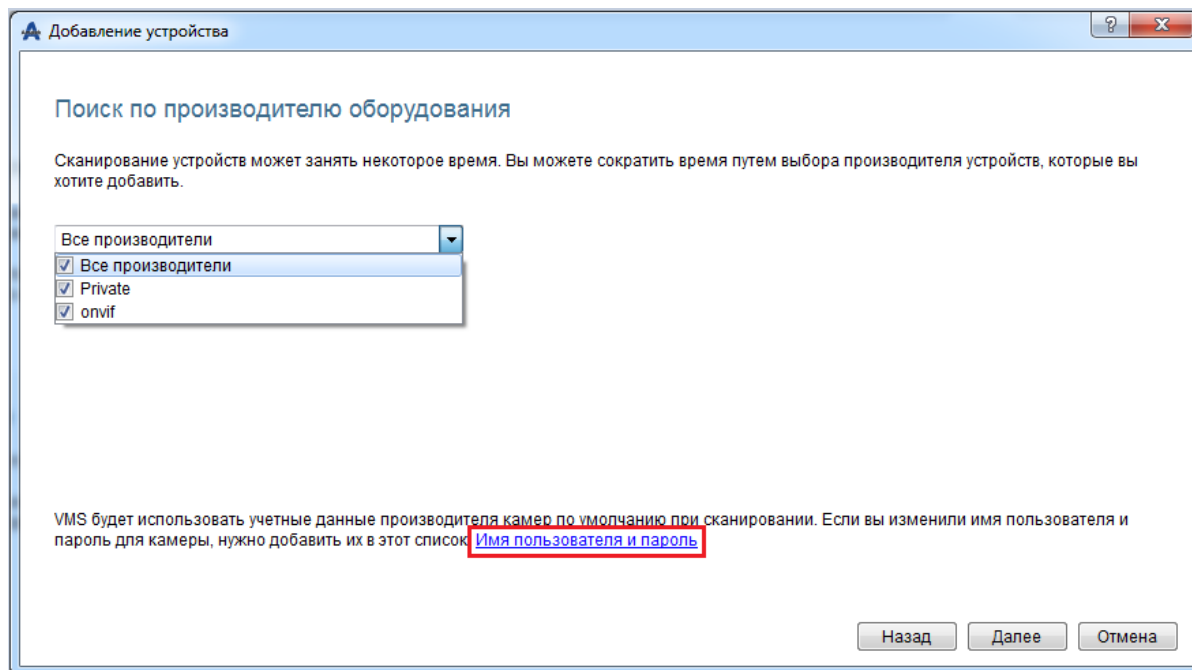 Добавление устройства
Поиск по производителю оборудования
Сканирование устройств может занять некоторое время. Вы можете сократить время путем выбора производителя устройств, которые вы
хотите добавить.
Все производители
Все производители
Private
onvif
VMS будет использовать учетные данные производителя камер по умолчанию при сканировании. Если вы изменили имя пользователя и
пароль для камеры, нужно добавить их в этот список Имя пользователя и пароль
Назад Далее Отмена